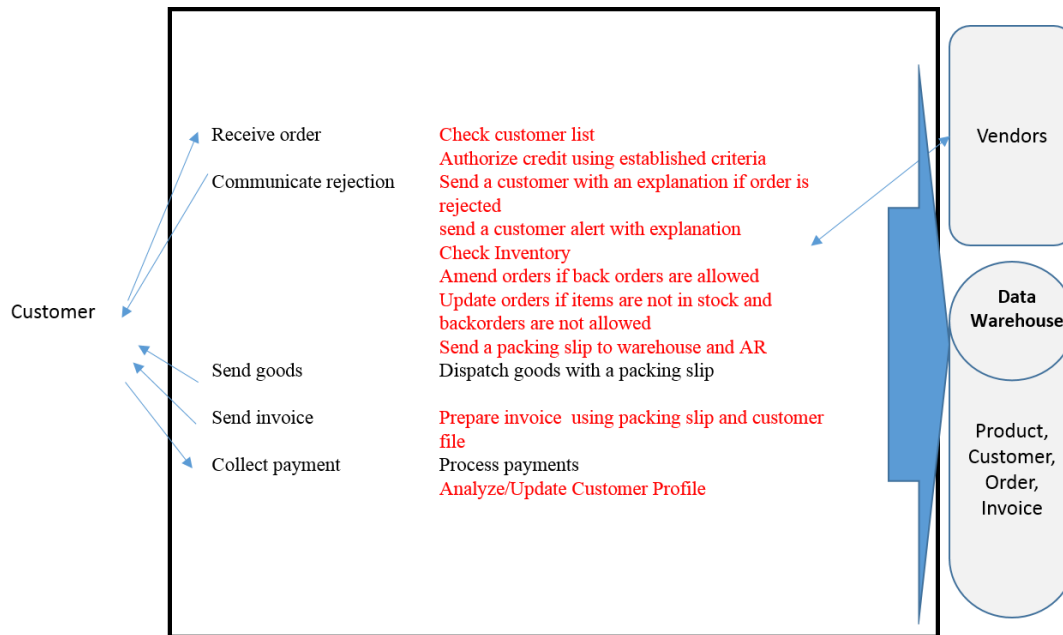 Receive order
Check customer list
Authorize credit using established criteria
Communicate rejection
Send a customer with an explanation if order is
rejected
send a customer alert with explanation
Check Inventory
Amend orders if back orders are allowed
Update orders if items are not in stock and
backorders are not allowed
Send a packing slip to warehouse and AR
Send goods
Dispatch goods with a packing slip
Send invoice
Prepare invoice using packing slip and customer
file
Collect payment
Process payments
Analyze/Update Customer Profile
Customer
Vendors
Data
Warehouse
Product,
Customer,
Order,
Invoice